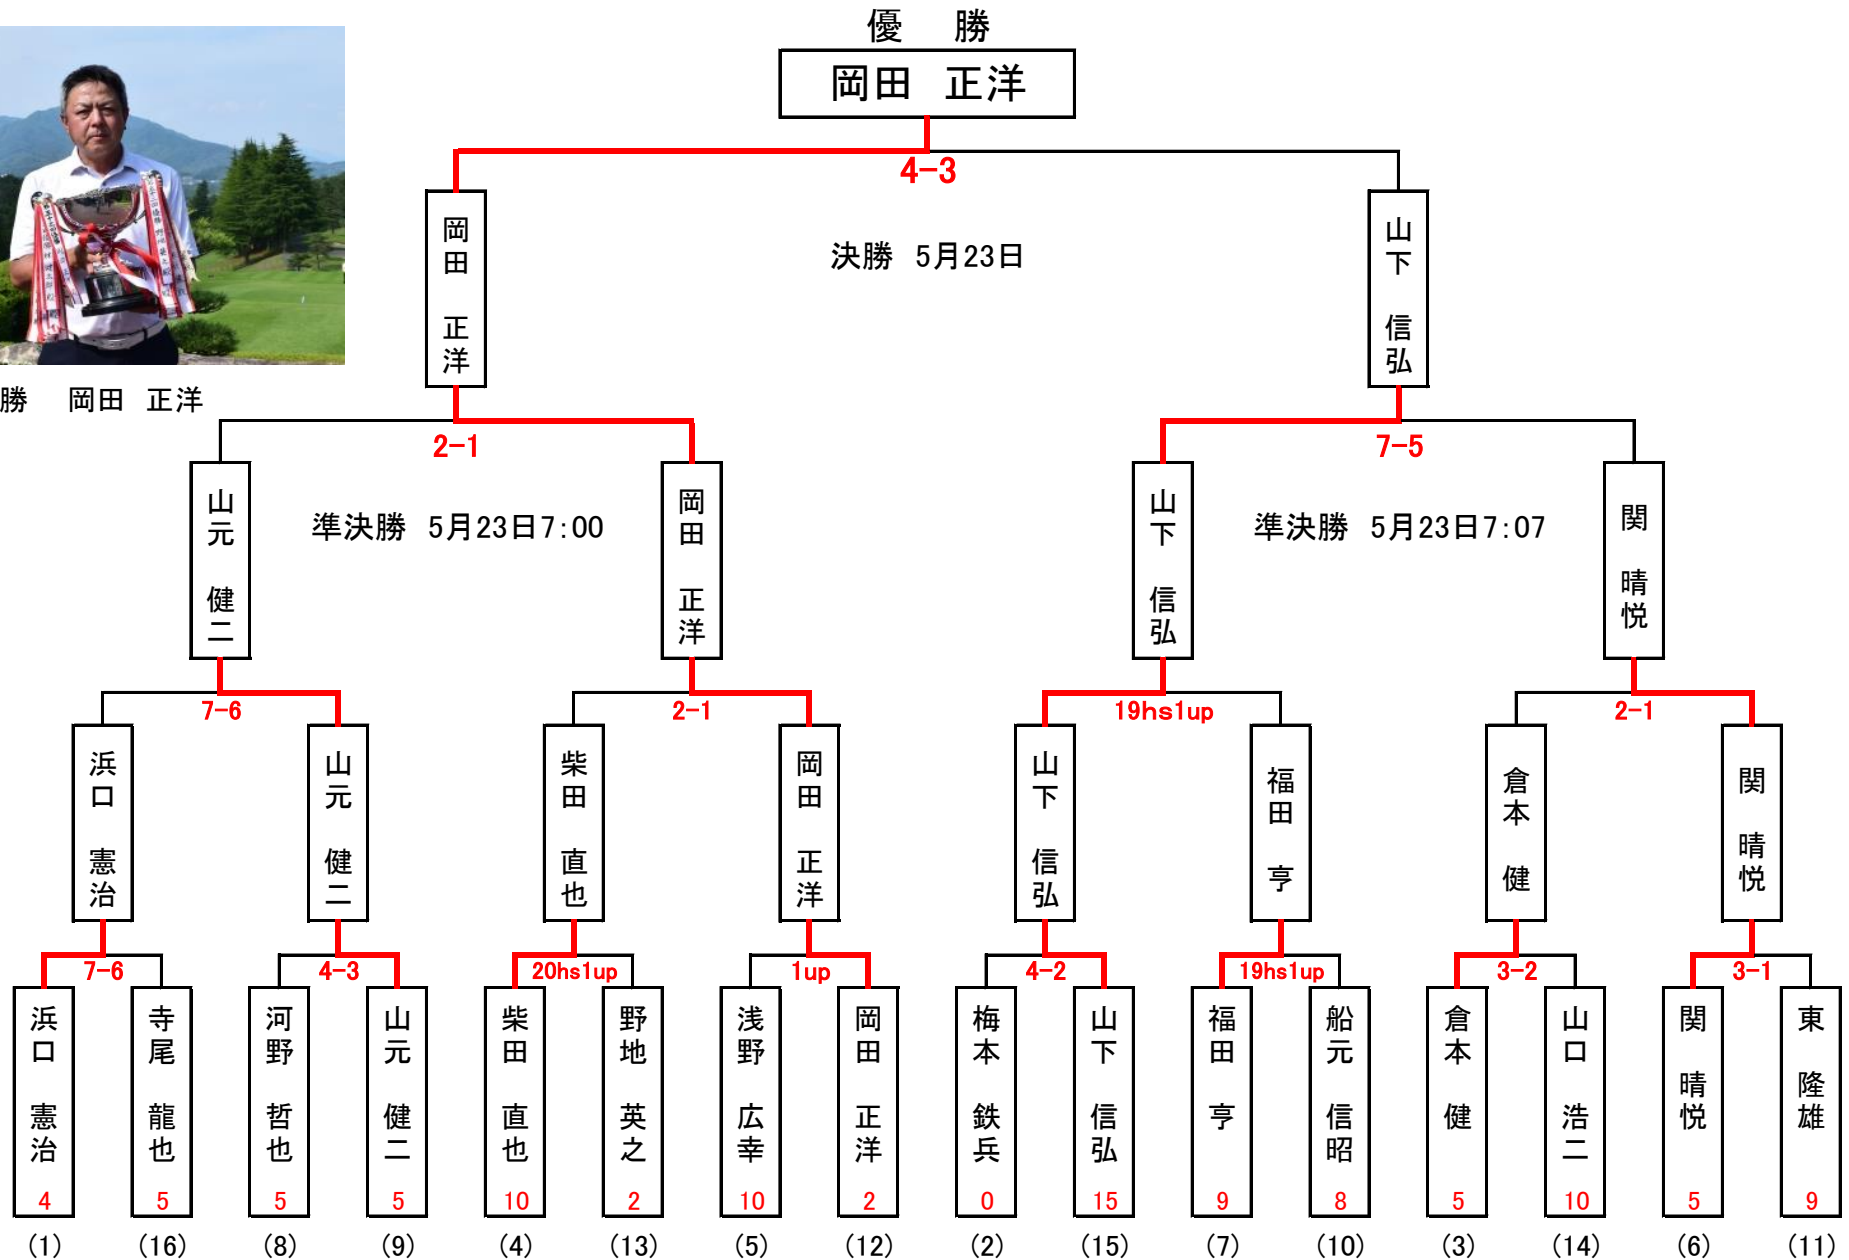 優 勝
岡田 正洋
4-3
岡田 正洋
決勝 5月23日
山下 信弘
勝 岡田 正洋
2-1
7-5
山元 健二
準決勝 5月23日7:00
岡田 正洋
山下 信弘
準決勝 5月23日7:07
関 晴悦
7-6
2-1
19hs1up
2-1
浜口 憲治
山元 健二
柴田 直也
岡田 正洋
山下 信弘
福田 亨
倉本 健
関 晴悦
7-6
4-3
20hs1up
1up
4-2
19hs1up
3-2
3-1
浜口 憲治 4
寺尾 龍也 5
河野 哲也 5
山元 健二 5
柴田 直也 10
野地 英之 2
浅野 広幸 10
岡田 正洋 2
梅本 鉄兵 0
山下 信弘 15
福田 亨 9
船元 信昭 8
倉本 健 5
山口 浩二 10
関 晴悦 5
東 隆雄 9
(1) (16) (8) (9) (4) (13) (5) (12) (2) (15) (7) (10) (3) (14) (6) (11)